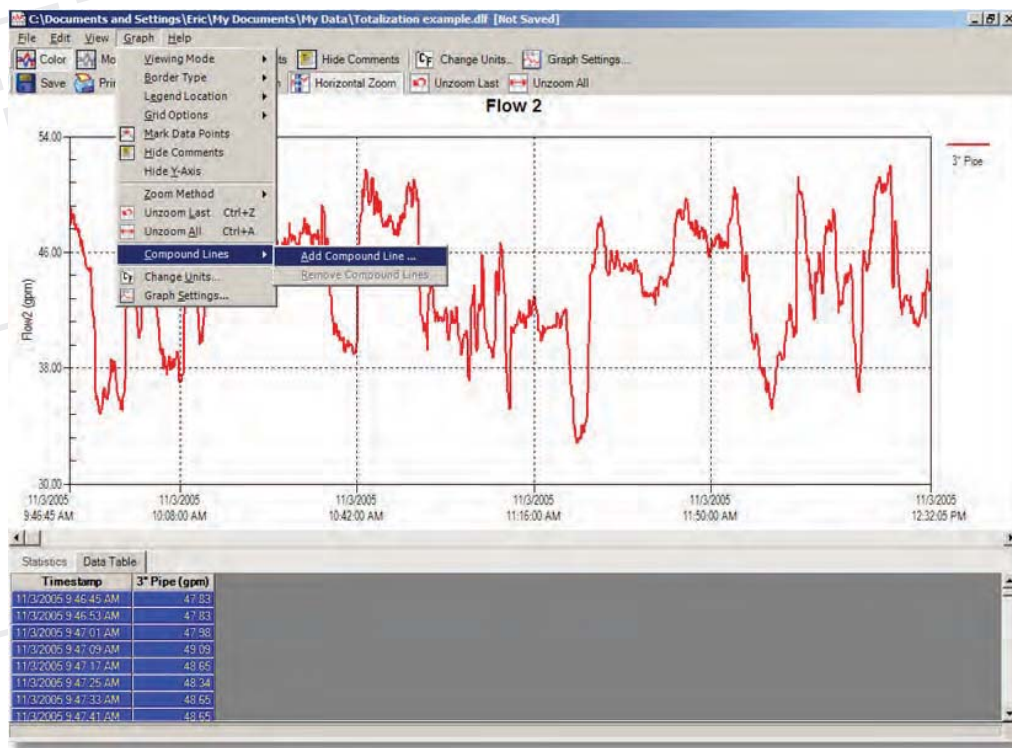 C:\Documents and Settings\Eric\My Documents\My Data\Totalization example.dlf [Not Saved]
File Edit View Graph Help
Color Mo ts Hide Comments Change Units... Graph Settings...
Save Prin Horizontal Zoom Unzoom Last Unzoom All
Viewing Mode
Border Type
Legend Location
Grid Options
Mark Data Points
Hide Comments
Hide Y-Axis
Zoom Method
Unzoom Last Ctrl+Z
Unzoom All Ctrl+A
Compound Lines
Add Compound Line ...
Remove Compound Lines
Change Units...
Graph Settings...
Flow 2
3" Pipe
54.00
46.00
38.00
30.00
Flow2 (gpm)
11/3/2005 11/3/2005 11/3/2005 11/3/2005 11/3/2005 11/3/2005
9:46:45 AM 10:08:00 AM 10:42:00 AM 11:16:00 AM 11:50:00 AM 12:32:05 PM
Statistics Data Table
Timestamp 3" Pipe (gpm)
11/3/2005 9:46:45 AM 47.83
11/3/2005 9:46:53 AM 47.83
11/3/2005 9:47:01 AM 47.98
11/3/2005 9:47:09 AM 49.09
11/3/2005 9:47:17 AM 48.65
11/3/2005 9:47:25 AM 48.34
11/3/2005 9:47:33 AM 48.65
11/3/2005 9:47:41 AM 48.65